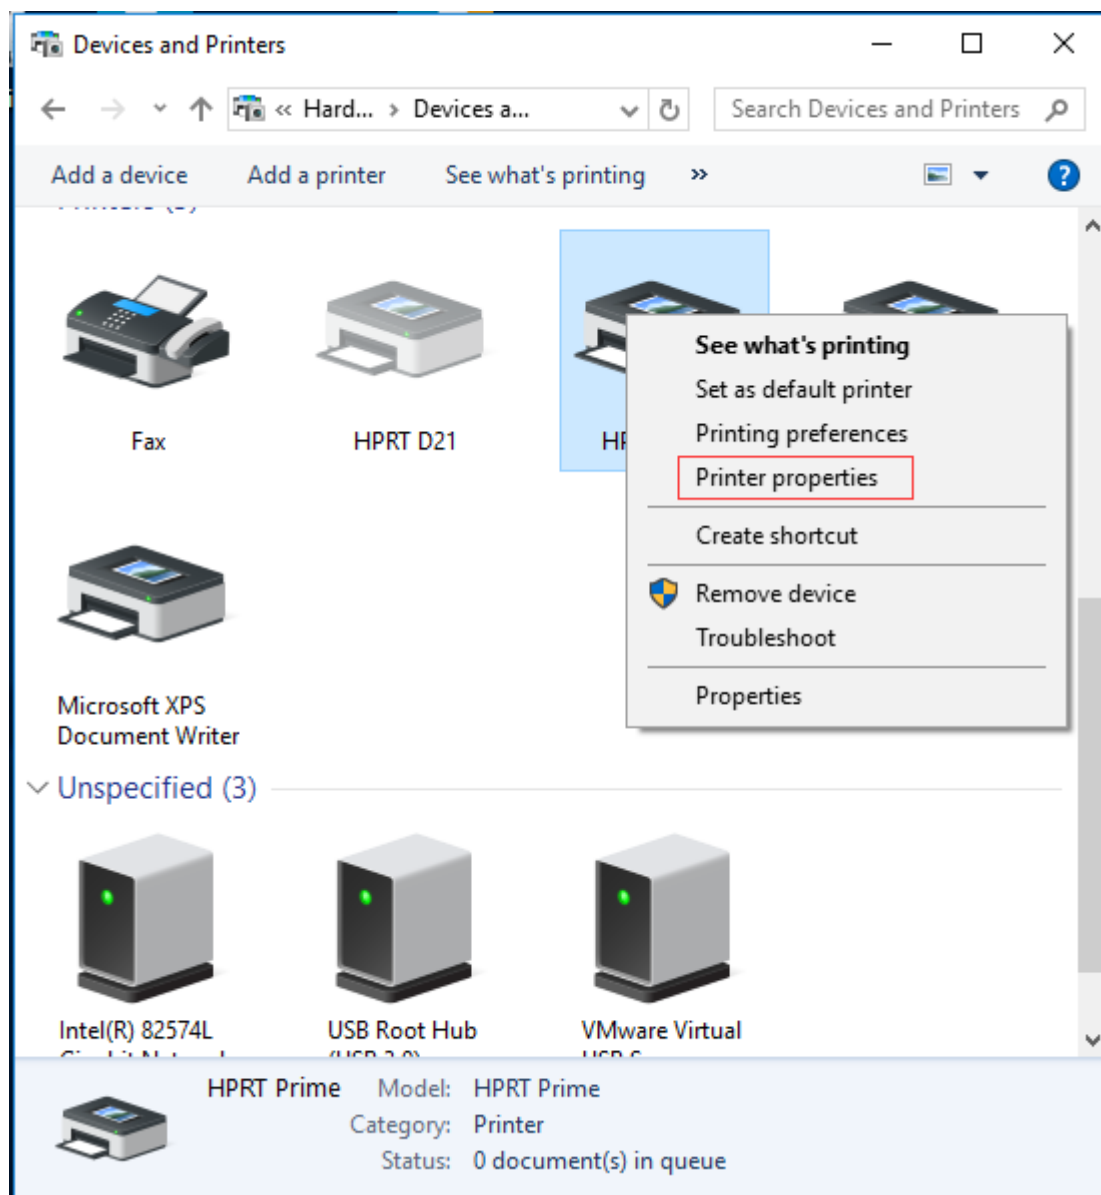 Devices and Printers
« Hard... › Devices a...
Search Devices and Printers
Add a device Add a printer See what's printing »
Fax
HPRT D21
See what's printing
Set as default printer
Printing preferences
Printer properties
Create shortcut
Remove device
Troubleshoot
Properties
Microsoft XPS
Document Writer
Unspecified (3)
Intel(R) 82574L
USB Root Hub
VMware Virtual
HPRT Prime Model: HPRT Prime
Category: Printer
Status: 0 document(s) in queue